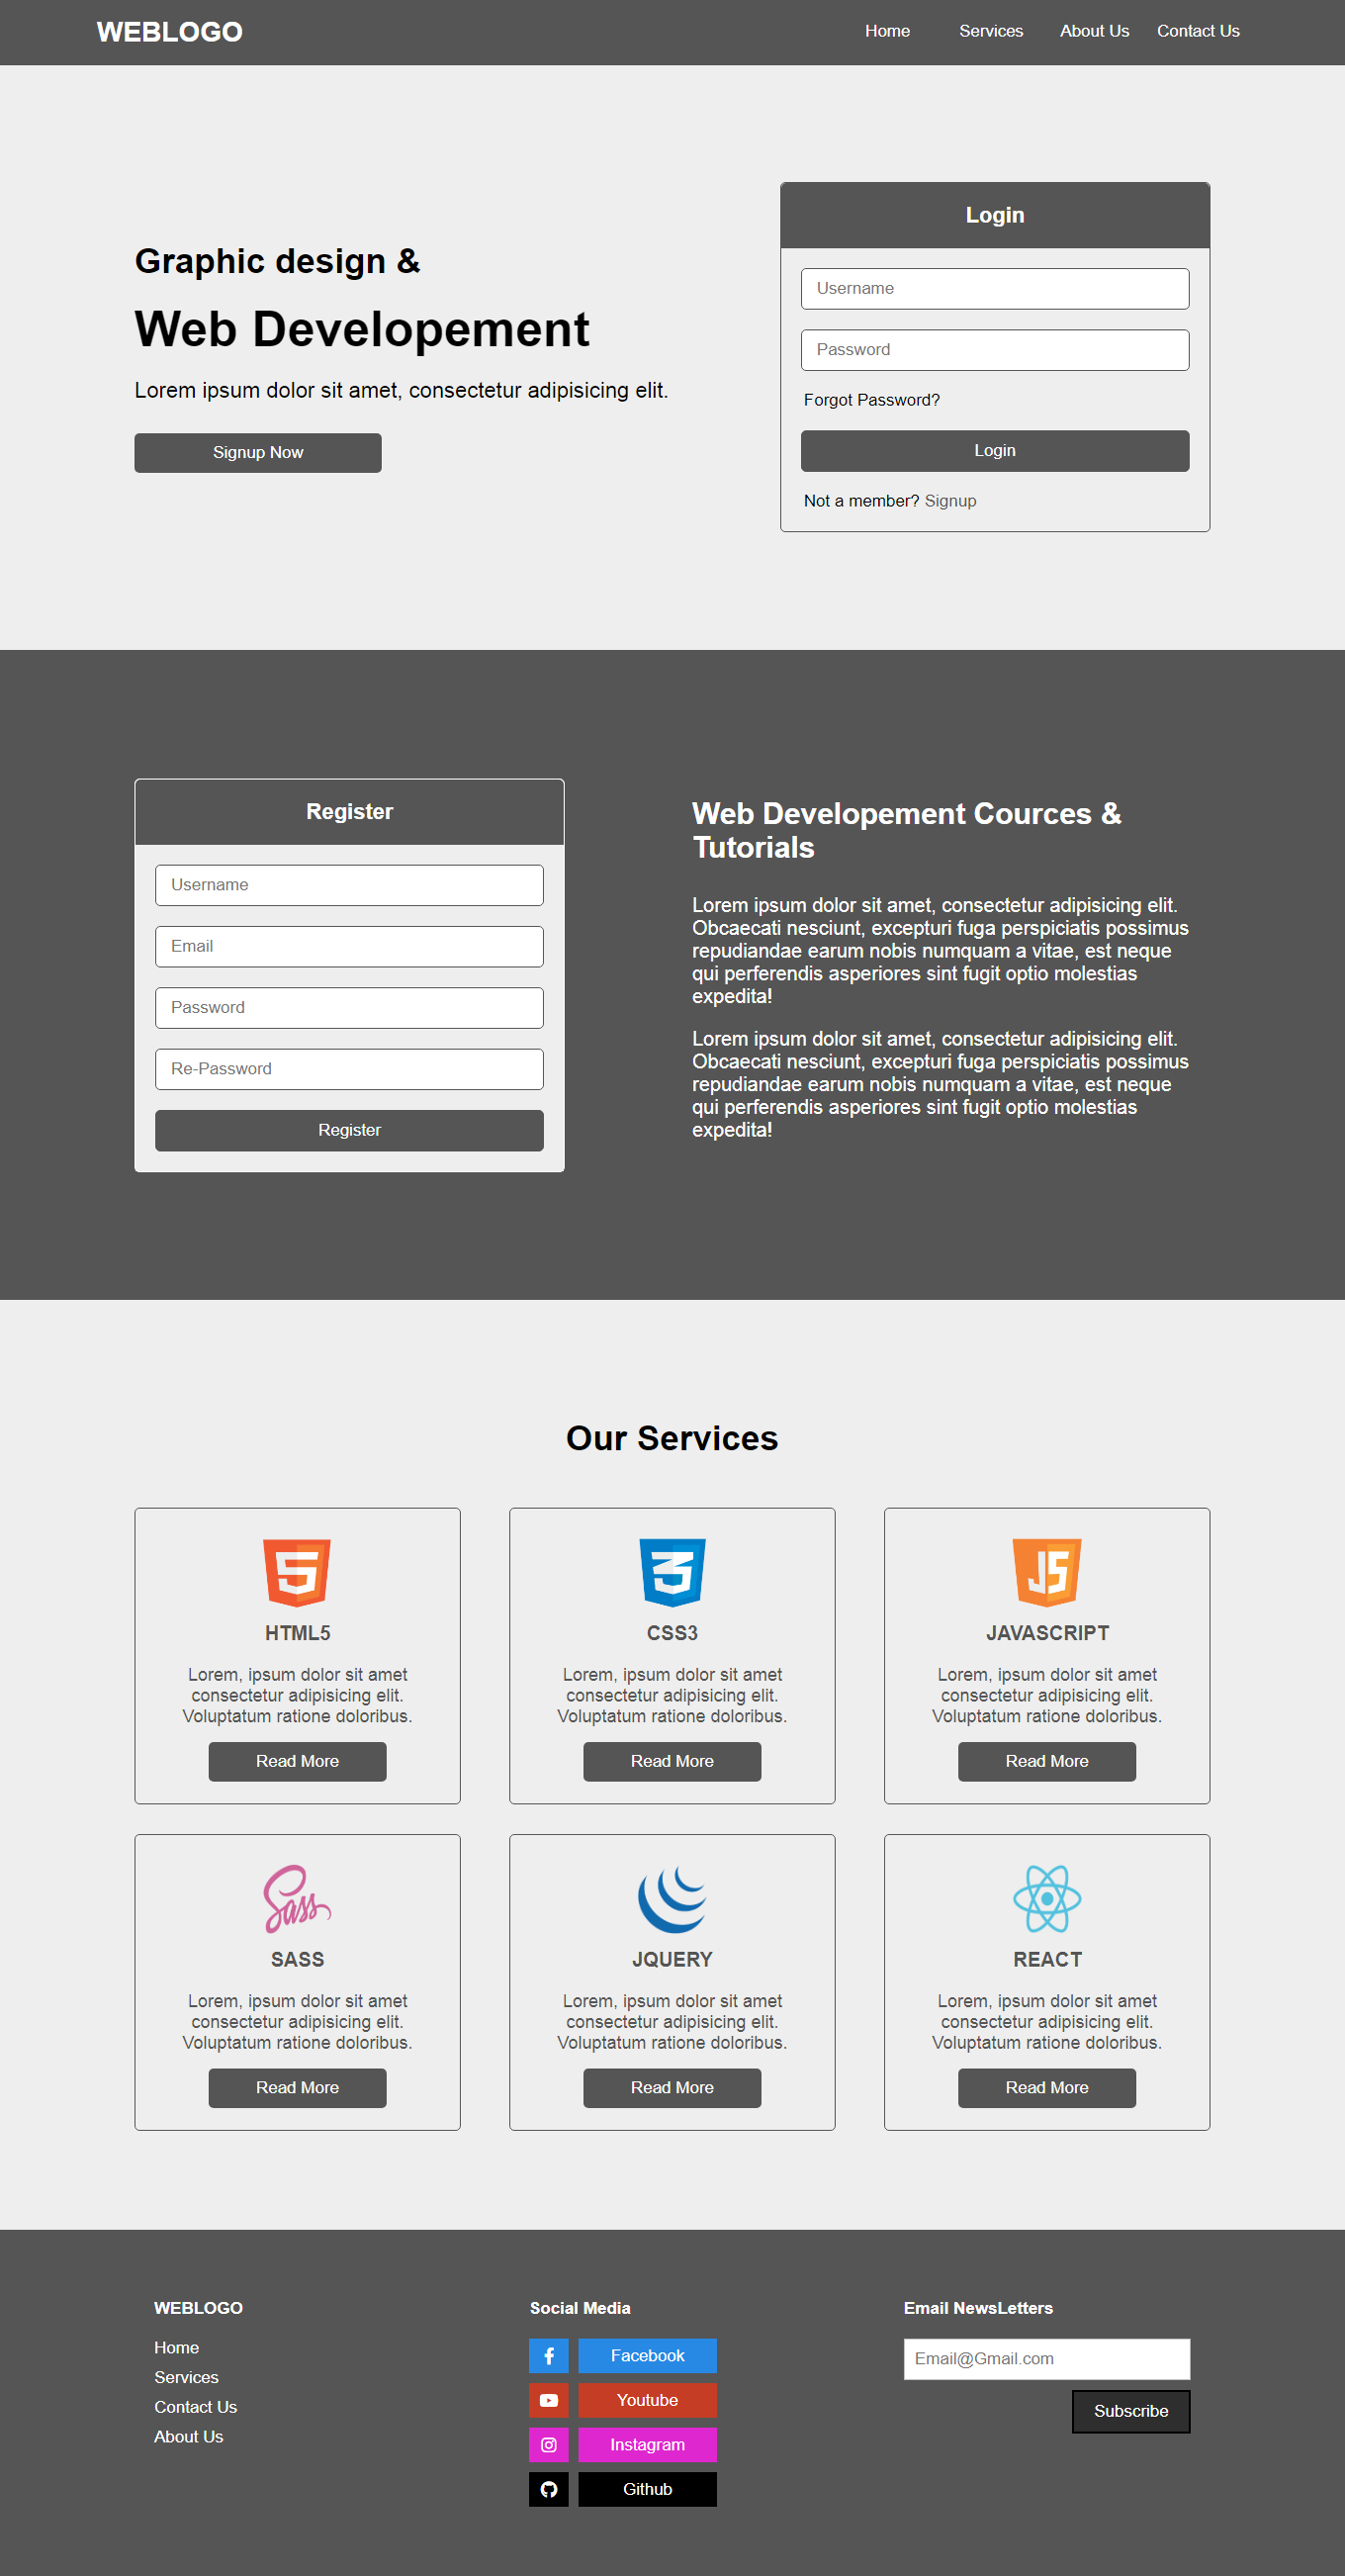 WEBLOGO
Home Services About Us Contact Us
Graphic design &
Web Developement
Lorem ipsum dolor sit amet, consectetur adipisicing elit.
Signup Now
Login
Username
Password
Forgot Password?
Login
Not a member? Signup
Register
Username
Email
Password
Re-Password
Register
Web Developement Cources &
Tutorials
Lorem ipsum dolor sit amet, consectetur adipisicing elit.
Obcaecati nesciunt, excepturi fuga perspiciatis possimus
repudiandae earum nobis numquam a vitae, est neque
qui perferendis asperiores sint fugit optio molestias
expedita!
Lorem ipsum dolor sit amet, consectetur adipisicing elit.
Obcaecati nesciunt, excepturi fuga perspiciatis possimus
repudiandae earum nobis numquam a vitae, est neque
qui perferendis asperiores sint fugit optio molestias
expedita!
Our Services
5
HTML5
Lorem, ipsum dolor sit amet
consectetur adipisicing elit.
Voluptatum ratione doloribus.
Read More
3
CSS3
Lorem, ipsum dolor sit amet
consectetur adipisicing elit.
Voluptatum ratione doloribus.
Read More
JS
JAVASCRIPT
Lorem, ipsum dolor sit amet
consectetur adipisicing elit.
Voluptatum ratione doloribus.
Read More
Sass
SASS
Lorem, ipsum dolor sit amet
consectetur adipisicing elit.
Voluptatum ratione doloribus.
Read More
JQUERY
Lorem, ipsum dolor sit amet
consectetur adipisicing elit.
Voluptatum ratione doloribus.
Read More
REACT
Lorem, ipsum dolor sit amet
consectetur adipisicing elit.
Voluptatum ratione doloribus.
Read More
WEBLOGO
Home
Services
Contact Us
About Us
Social Media
Facebook
Youtube
Instagram
Github
Email NewsLetters
Email@Gmail.com
Subscribe